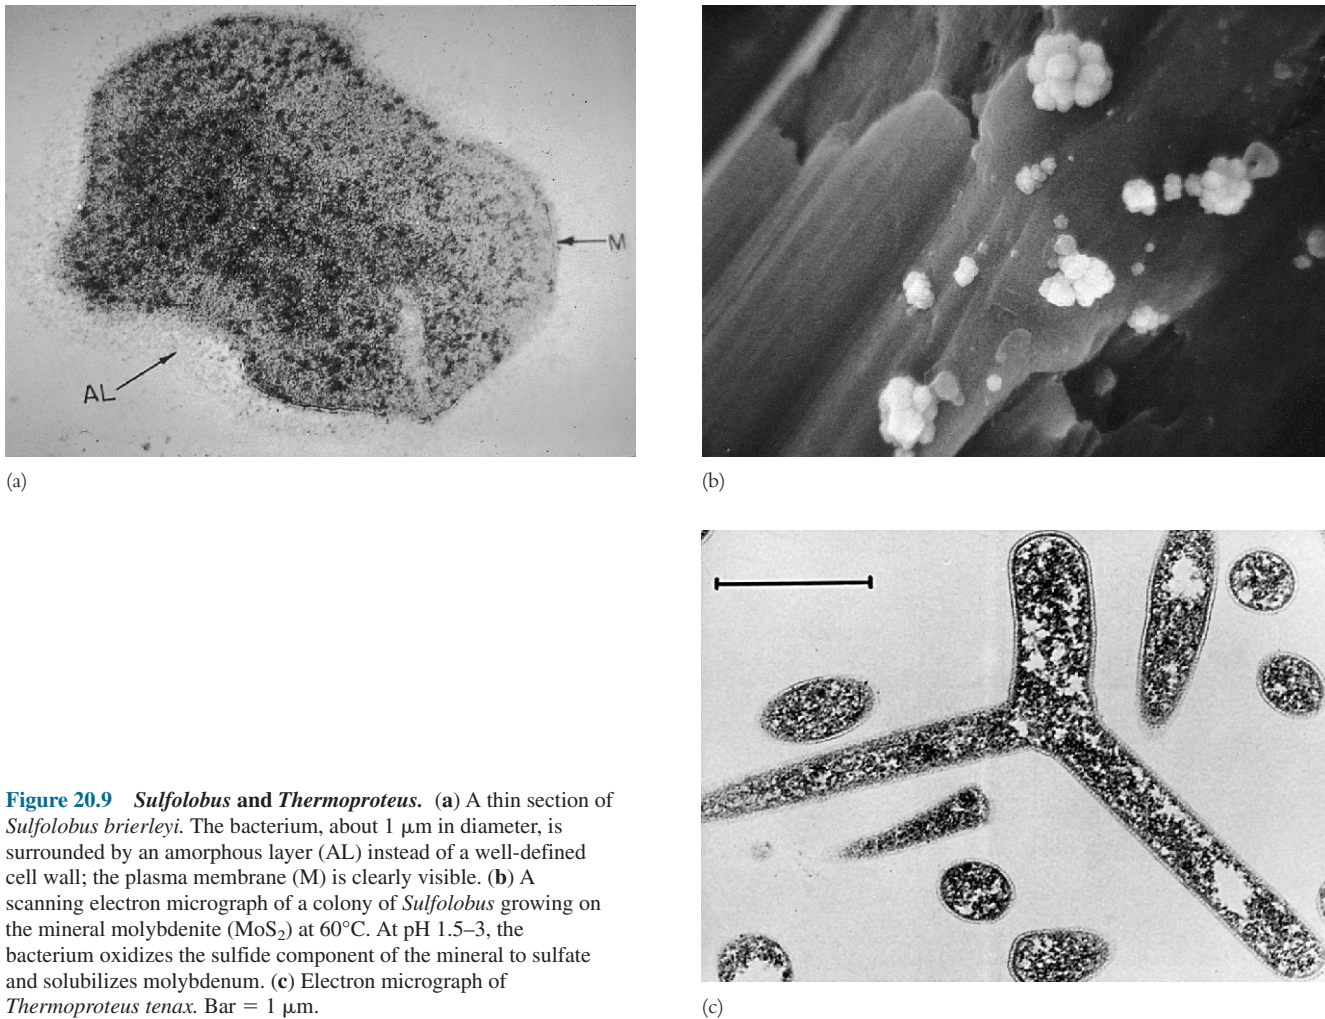 M
AL
(a)
(b)
(c)
Figure 20.9 Sulfolobus and Thermoproteus. (a) A thin section of
Sulfolobus brierleyi. The bacterium, about 1 μm in diameter, is
surrounded by an amorphous layer (AL) instead of a well-defined
cell wall; the plasma membrane (M) is clearly visible. (b) A
scanning electron micrograph of a colony of Sulfolobus growing on
the mineral molybdenite (MoS₂) at 60°C. At pH 1.5–3, the
bacterium oxidizes the sulfide component of the mineral to sulfate
and solubilizes molybdenum. (c) Electron micrograph of
Thermoproteus tenax. Bar = 1 μm.